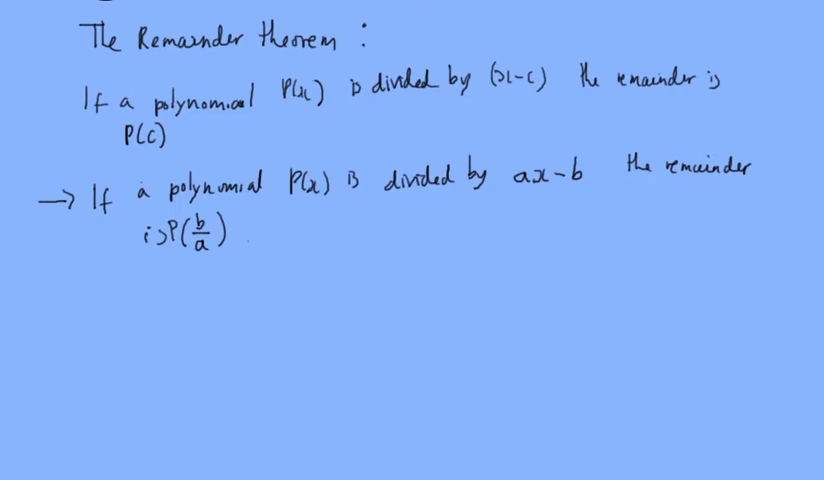 The Remainder theorem :
If a polynomial P(x) is divided by (x-c) the remainder is
P(c)
→ If a polynomial P(x) is divided by ax-b the remainder
is P(b/a)